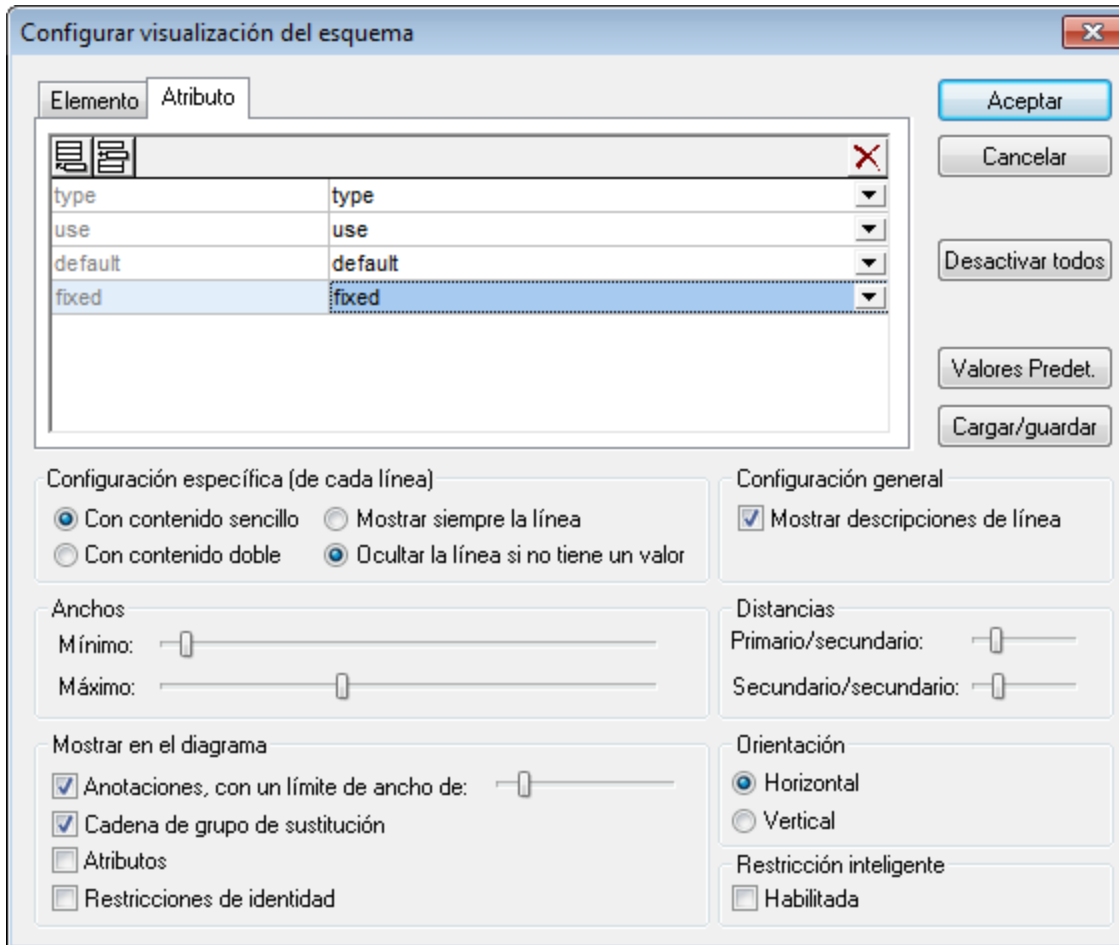 Configurar visualización del esquema
Elemento Atributo
Aceptar
Cancelar
type type
use use
default default
fixed fixed
Desactivar todos
Valores Predet.
Cargar/guardar
Configuración específica (de cada línea)
Con contenido sencillo Mostrar siempre la línea
Con contenido doble Ocultar la línea si no tiene un valor
Configuración general
Mostrar descripciones de línea
Anchos
Mínimo:
Máximo:
Distancias
Primario/secundario:
Secundario/secundario:
Mostrar en el diagrama
Anotaciones, con un límite de ancho de:
Cadena de grupo de sustitución
Atributos
Restricciones de identidad
Orientación
Horizontal
Vertical
Restricción inteligente
Habilitada